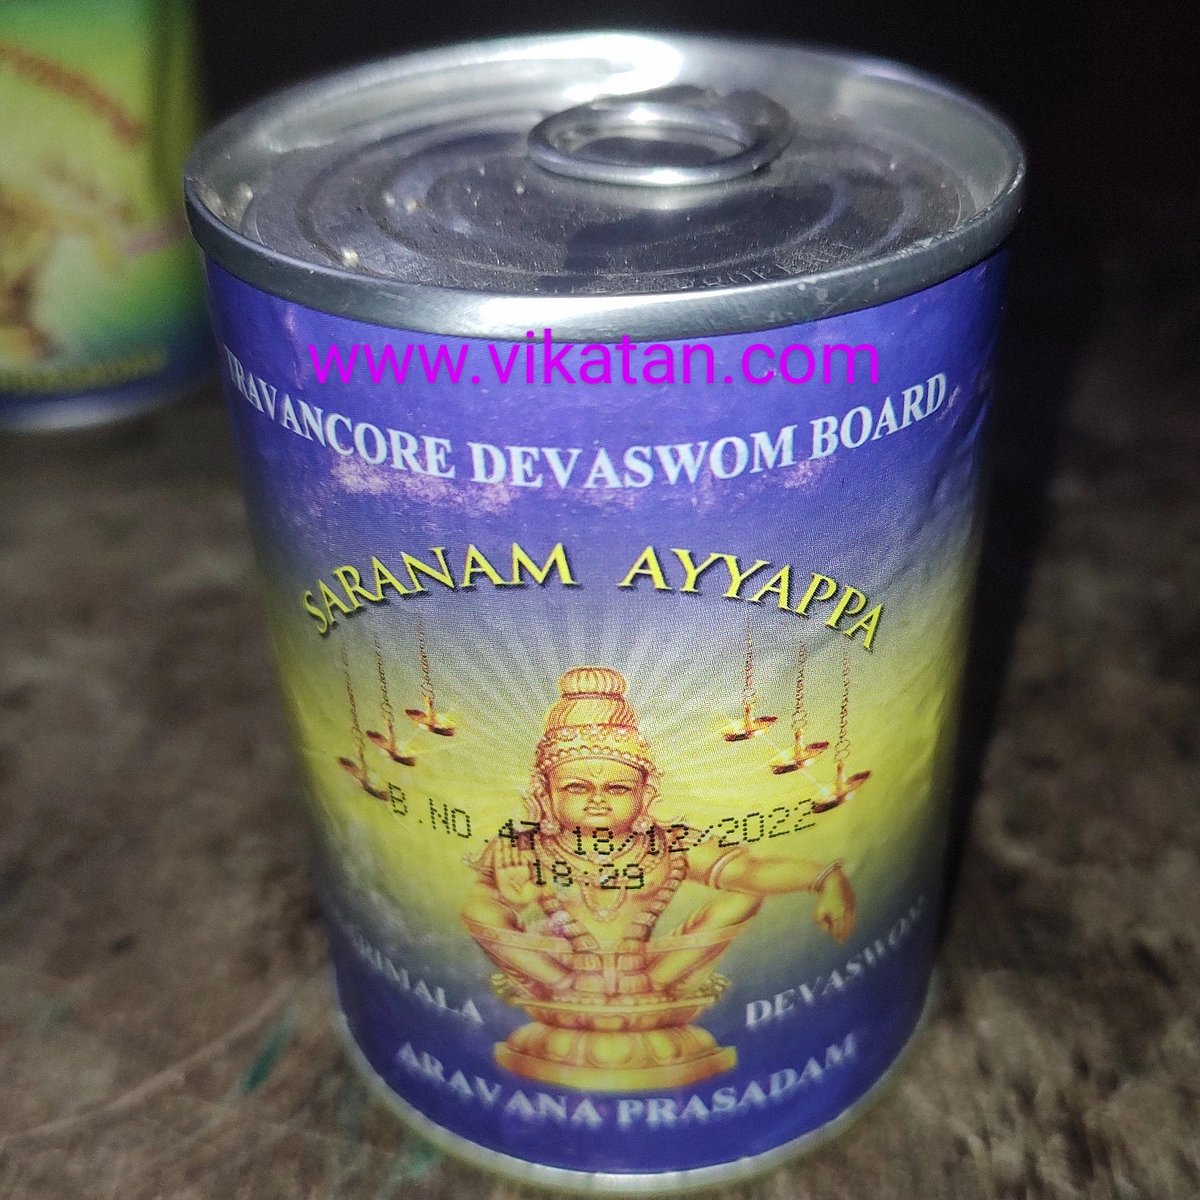 www.vikatan.com
TRAVANCORE DEVASWOM BOARD
SARANAM AYYAPPA
B.NO.47 18/12/2022
18:29
DEVASWOM
ARAVANA PRASADAM